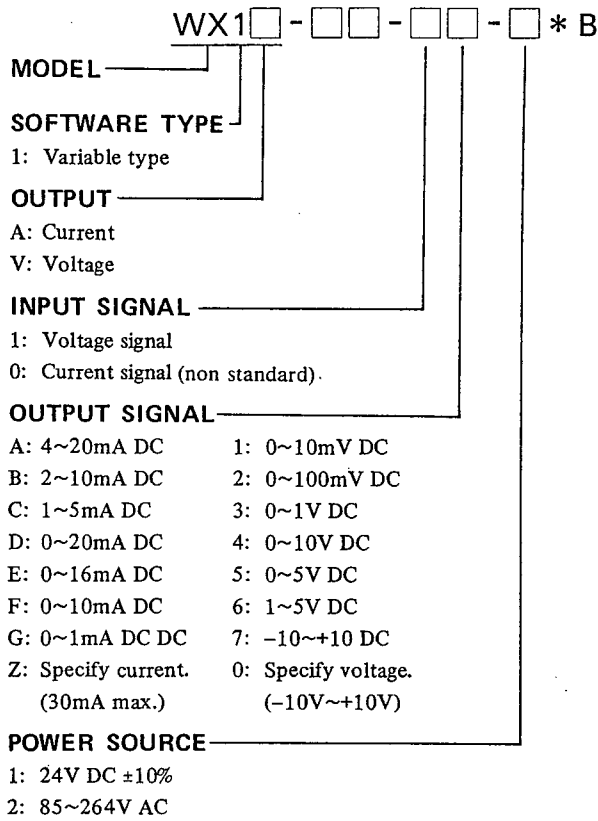 WX1□-□□-□□-□*B
MODEL
SOFTWARE TYPE
1: Variable type
OUTPUT
A: Current
V: Voltage
INPUT SIGNAL
1: Voltage signal
0: Current signal (non standard).
OUTPUT SIGNAL
A: 4~20mA DC 1: 0~10mV DC
B: 2~10mA DC 2: 0~100mV DC
C: 1~5mA DC 3: 0~1V DC
D: 0~20mA DC 4: 0~10V DC
E: 0~16mA DC 5: 0~5V DC
F: 0~10mA DC 6: 1~5V DC
G: 0~1mA DC DC 7: −10~+10 DC
Z: Specify current. 0: Specify voltage.
(30mA max.) (−10V~+10V)
POWER SOURCE
1: 24V DC ±10%
2: 85~264V AC